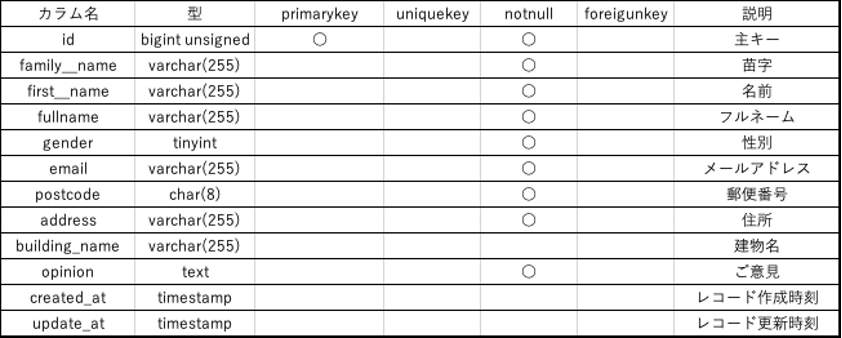 カラム名 型 primarykey uniquekey notnull foreigunkey 説明
id bigint unsigned ○ ○ 主キー
family__name varchar(255) ○ 苗字
first__name varchar(255) ○ 名前
fullname varchar(255) ○ フルネーム
gender tinyint ○ 性別
email varchar(255) ○ メールアドレス
postcode char(8) ○ 郵便番号
address varchar(255) ○ 住所
building_name varchar(255) 建物名
opinion text ○ ご意見
created_at timestamp レコード作成時刻
update_at timestamp レコード更新時刻